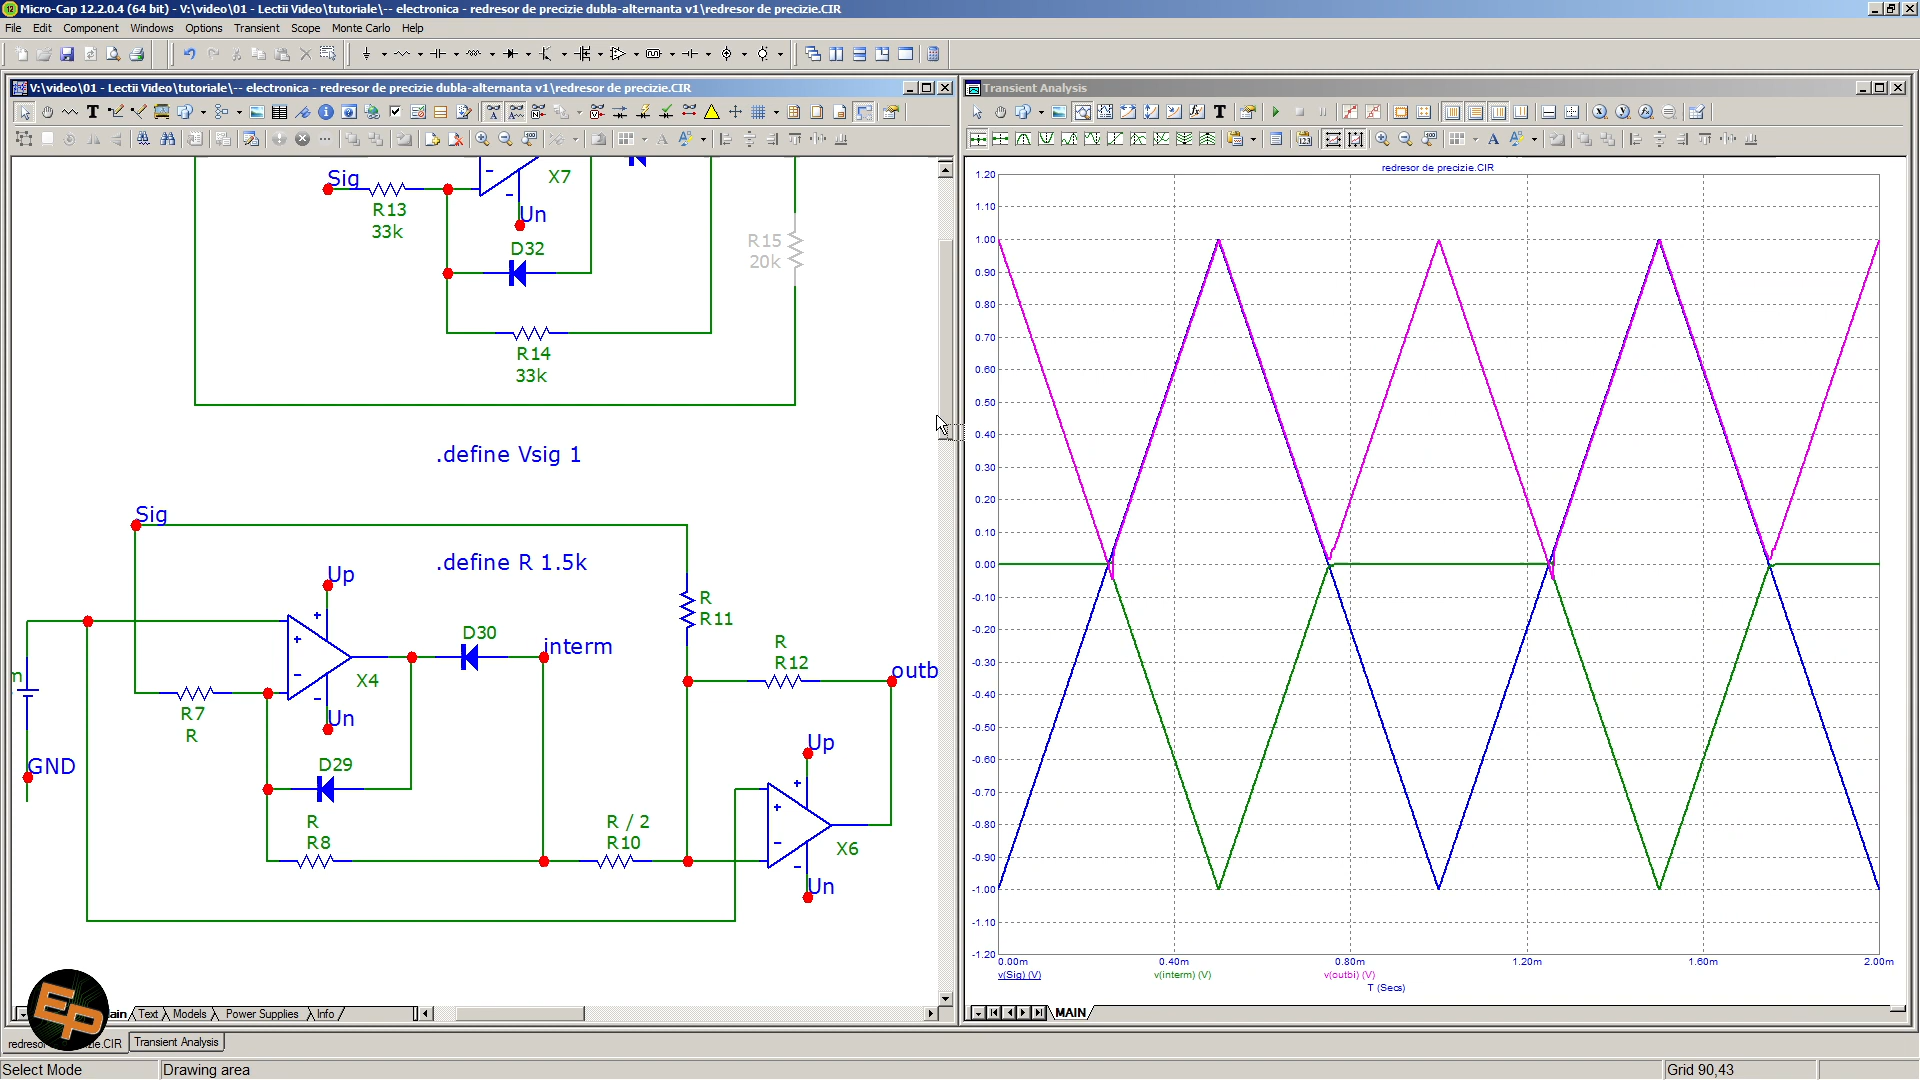 Micro-Cap 12.2.0.4 (64 bit) - V:\video\01 - Lectii Video\tutoriale\-- electronica - redresor de precizie dubla-alternanta v1\redresor de precizie.CIR
File Edit Component Windows Options Transient Scope Monte Carlo Help
V:\video\01 - Lectii Video\tutoriale\-- electronica - redresor de precizie dubla-alternanta v1\redresor de precizie.CIR
Sig
R13
33k
X7
Un
D32
R15
20k
R14
33k
.define Vsig 1
Sig
.define R 1.5k
Up
R
R11
D30
interm
R
R12
outb
X4
R7
R
Un
Up
GND
D29
R
R8
R / 2
R10
X6
Un
ain Text Models Power Supplies Info
Transient Analysis
redresor de precizie.CIR
1.20
1.10
1.00
0.90
0.80
0.70
0.60
0.50
0.40
0.30
0.20
0.10
0.00
-0.10
-0.20
-0.30
-0.40
-0.50
-0.60
-0.70
-0.80
-0.90
-1.00
-1.10
-1.20
0.00m 0.40m 0.80m 1.20m 1.60m 2.00m
v(Sig) (V) v(interm) (V) v(outbi) (V)
T (Secs)
MAIN
EP
redresor zie.CIR Transient Analysis
Select Mode Drawing area Grid 90,43